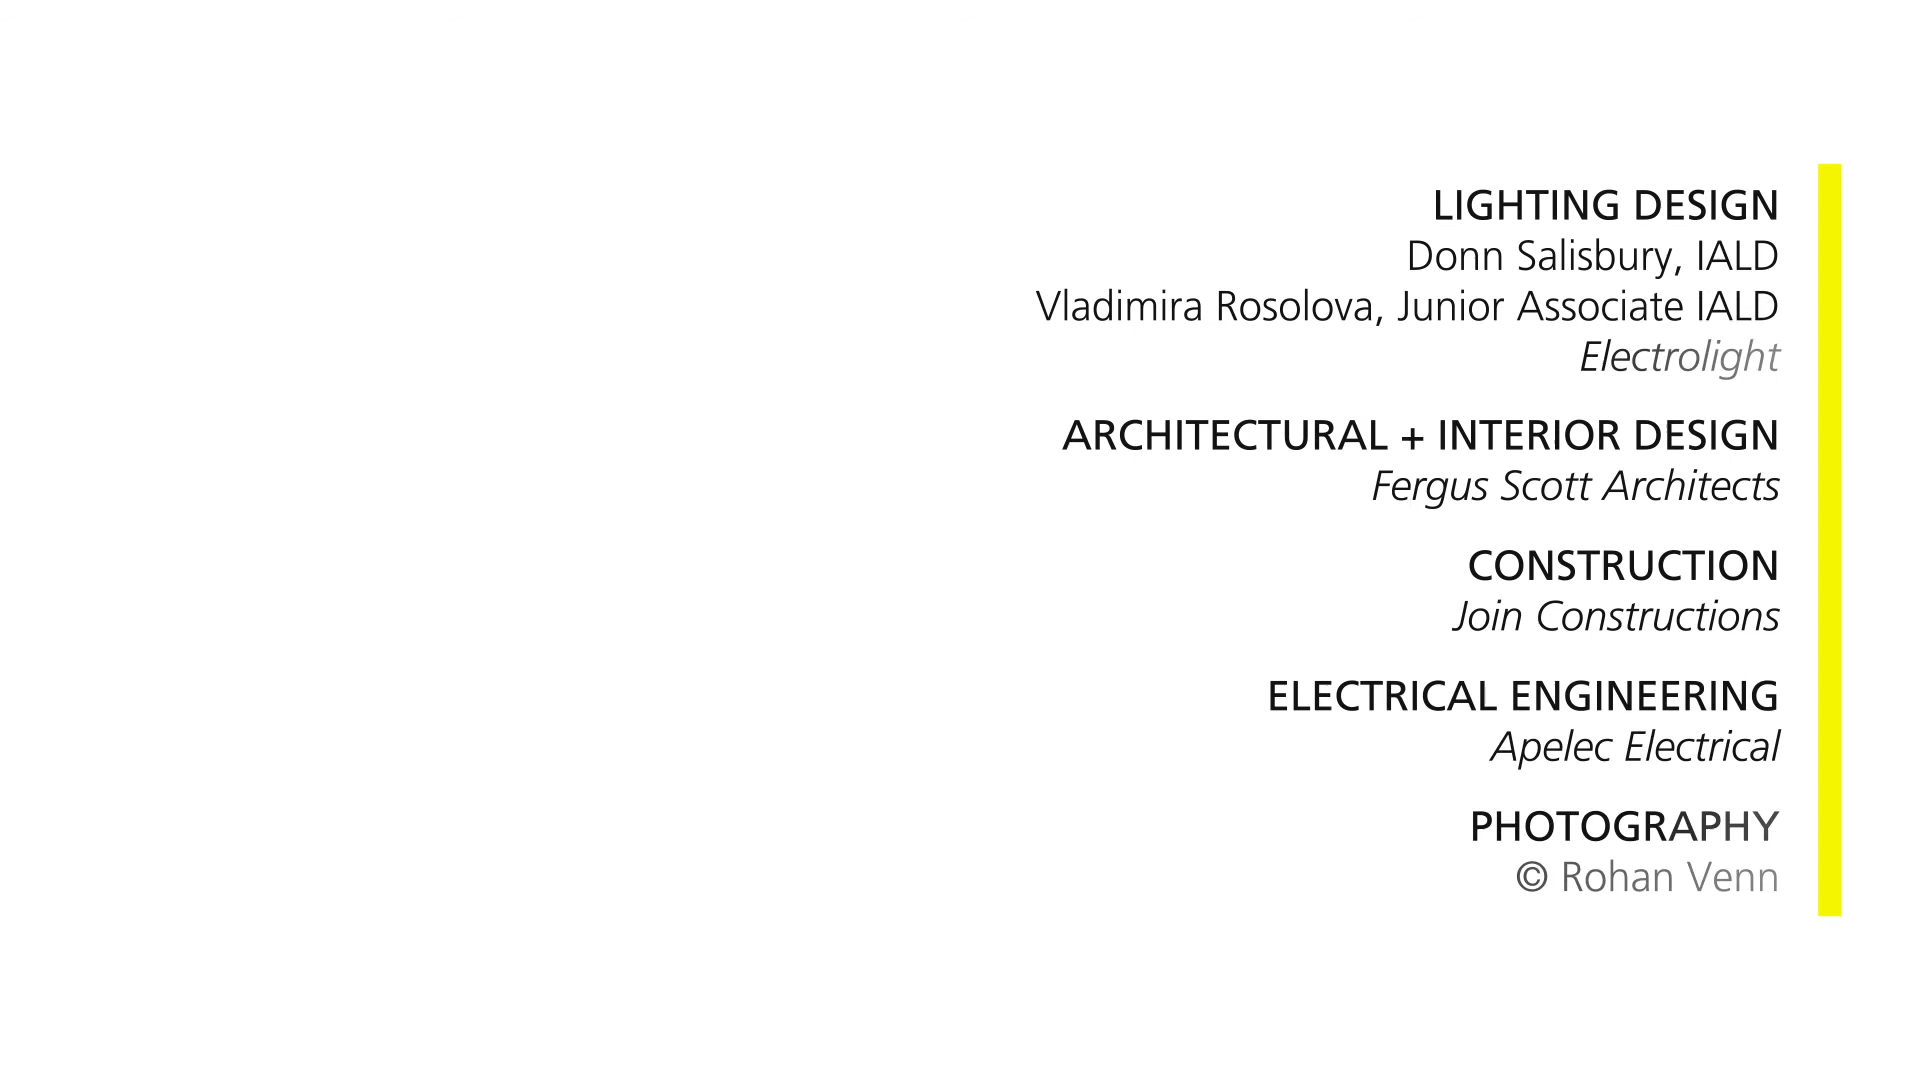 LIGHTING DESIGN
Donn Salisbury, IALD
Vladimira Rosolova, Junior Associate IALD
Electrolight
ARCHITECTURAL + INTERIOR DESIGN
Fergus Scott Architects
CONSTRUCTION
Join Constructions
ELECTRICAL ENGINEERING
Apelec Electrical
PHOTOGRAPHY
© Rohan Venn